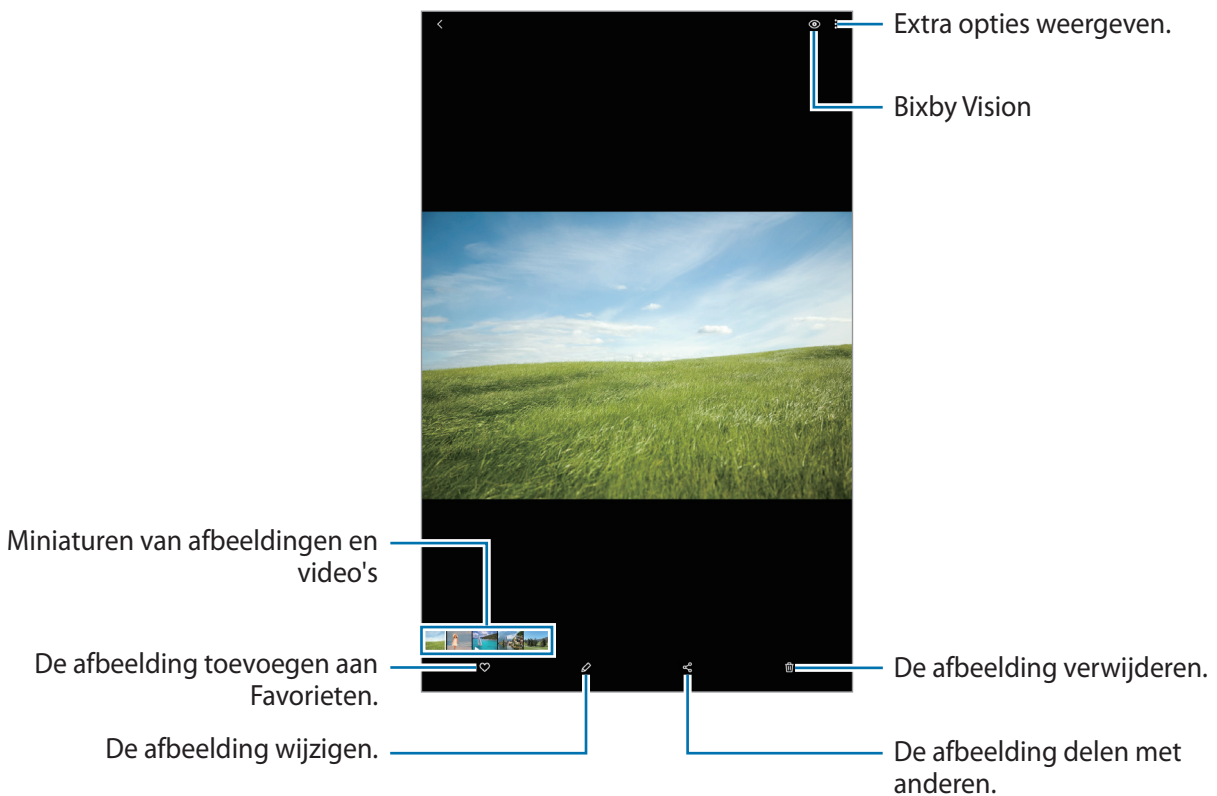 Extra opties weergeven.
Bixby Vision
Miniaturen van afbeeldingen en
video's
De afbeelding toevoegen aan
Favorieten.
De afbeelding verwijderen.
De afbeelding wijzigen.
De afbeelding delen met
anderen.